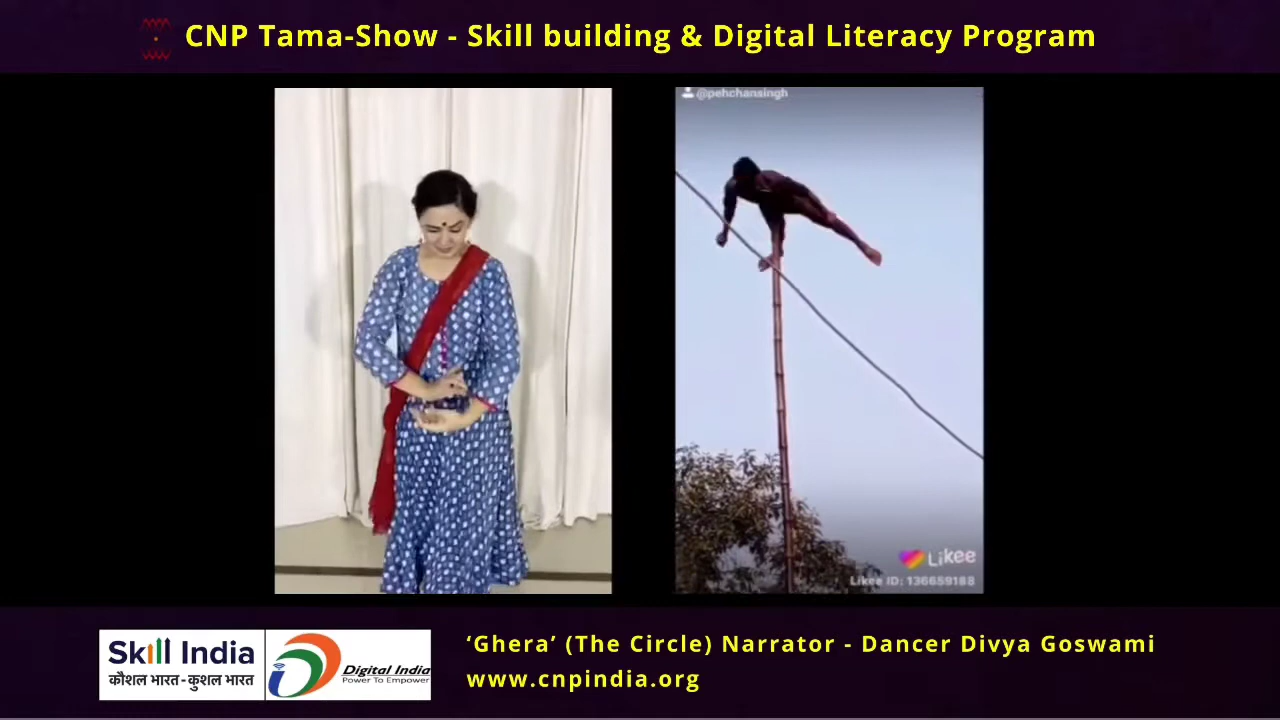 CNP Tama-Show - Skill building & Digital Literacy Program
@pehchansingh
Likee
Likee ID: 136659188
Skill India
कौशल भारत - कुशल भारत
Digital India
Power To Empower
‘Ghera’ (The Circle) Narrator - Dancer Divya Goswami
www.cnpindia.org